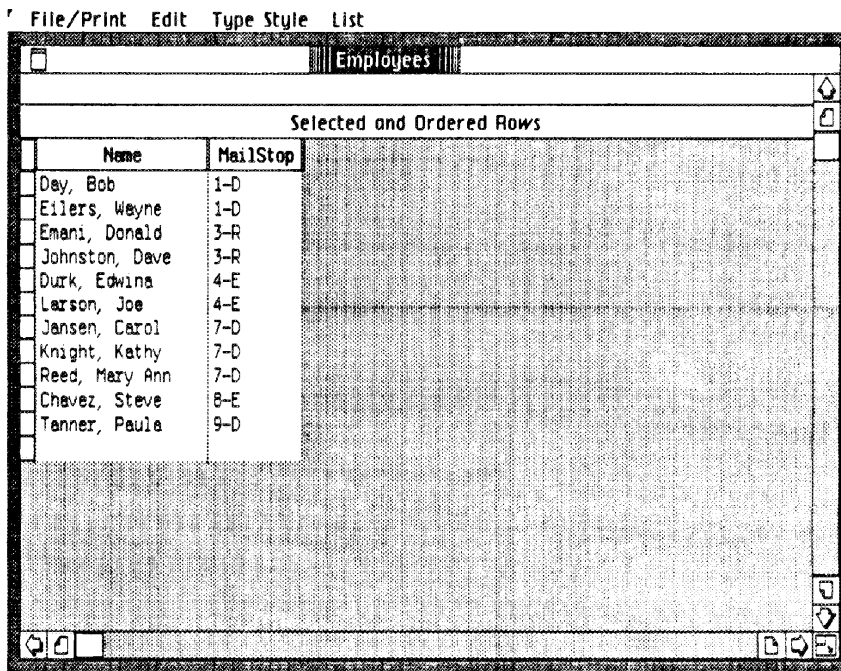 File/Print Edit Type Style List
Employees
Selected and Ordered Rows
Name MailStop
Day, Bob 1-D
Eilers, Wayne 1-D
Emani, Donald 3-R
Johnston, Dave 3-R
Durk, Edwina 4-E
Larson, Joe 4-E
Jansen, Carol 7-D
Knight, Kathy 7-D
Reed, Mary Ann 7-D
Chavez, Steve 8-E
Tanner, Paula 9-D